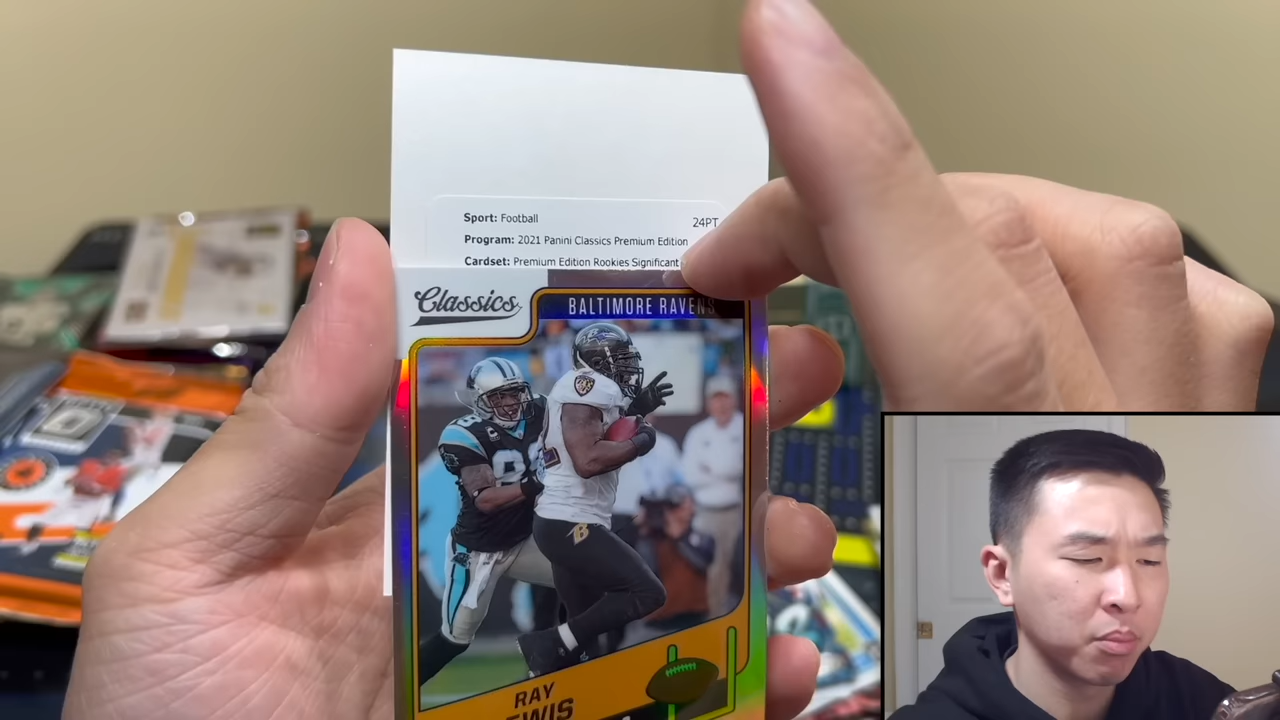 Sport: Football
24PT
Program: 2021 Panini Classics Premium Edition
Cardset: Premium Edition Rookies Significant
Classics
BALTIMORE RAVENS
RAY